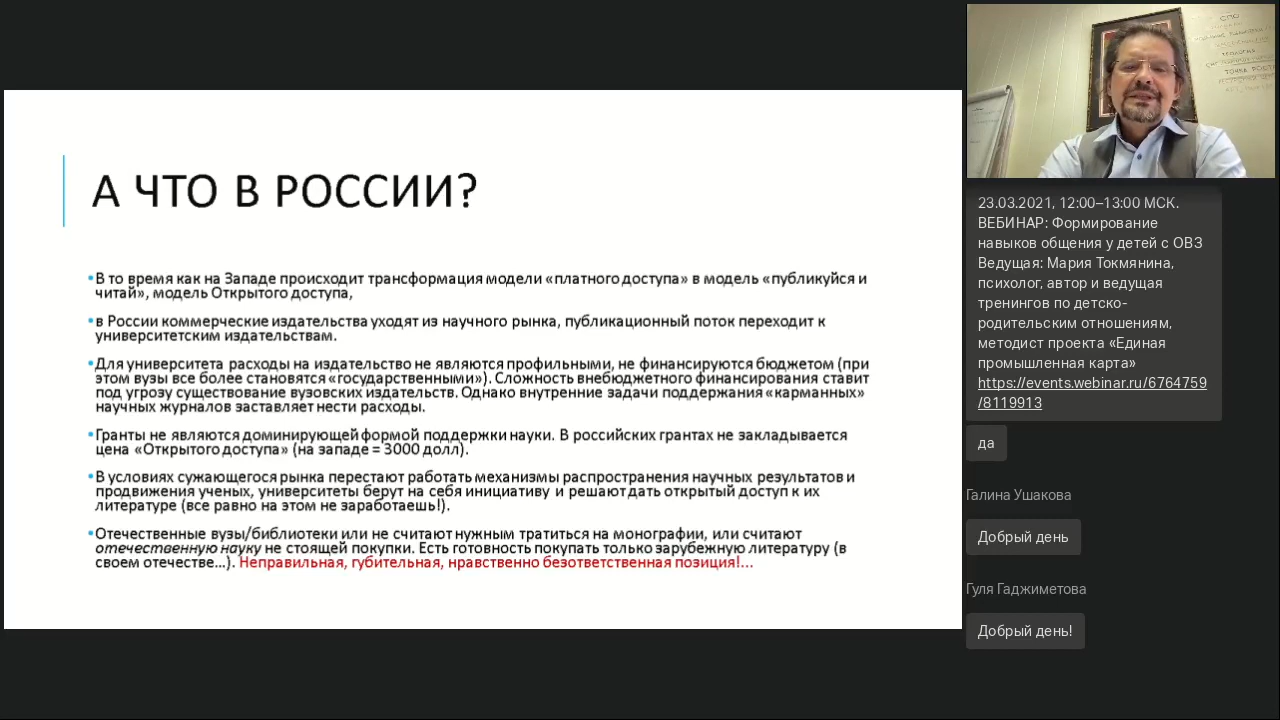 А ЧТО В РОССИИ?
•В то время как на Западе происходит трансформация модели «платного доступа» в модель «публикуйся и
читай», модель Открытого доступа,
•в России коммерческие издательства уходят из научного рынка, публикационный поток переходит к
университетским издательствам.
•Для университета расходы на издательство не являются профильными, не финансируются бюджетом (при
этом вузы все более становятся «государственными»). Сложность внебюджетного финансирования ставит
под угрозу существование вузовских издательств. Однако внутренние задачи поддержания «карманных»
научных журналов заставляет нести расходы.
•Гранты не являются доминирующей формой поддержки науки. В российских грантах не закладывается
цена «Открытого доступа» (на западе = 3000 долл).
•В условиях сужающегося рынка перестают работать механизмы распространения научных результатов и
продвижения ученых, университеты берут на себя инициативу и решают дать открытый доступ к их
литературе (все равно на этом не заработаешь!).
•Отечественные вузы/библиотеки или не считают нужным тратиться на монографии, или считают
отечественную науку не стоящей покупки. Есть готовность покупать только зарубежную литературу (в
своем отечестве…). Неправильная, губительная, нравственно безответственная позиция!…
СПО
ТЕОЛОГИЯ
ТОЧКА РОСТА
23.03.2021, 12:00–13:00 МСК.
ВЕБИНАР: Формирование
навыков общения у детей с ОВЗ
Ведущая: Мария Токмянина,
психолог, автор и ведущая
тренингов по детско-
родительским отношениям,
методист проекта «Единая
промышленная карта»
https://events.webinar.ru/6764759
/8119913
да
Галина Ушакова
Добрый день
Гуля Гаджиметова
Добрый день!